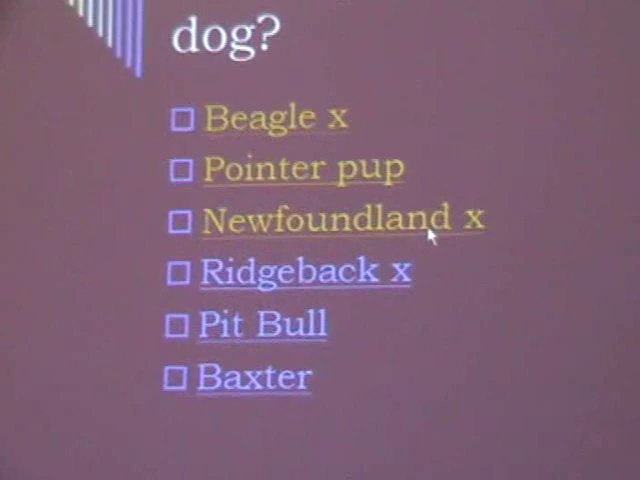 dog?
Beagle x
Pointer pup
Newfoundland x
Ridgeback x
Pit Bull
Baxter